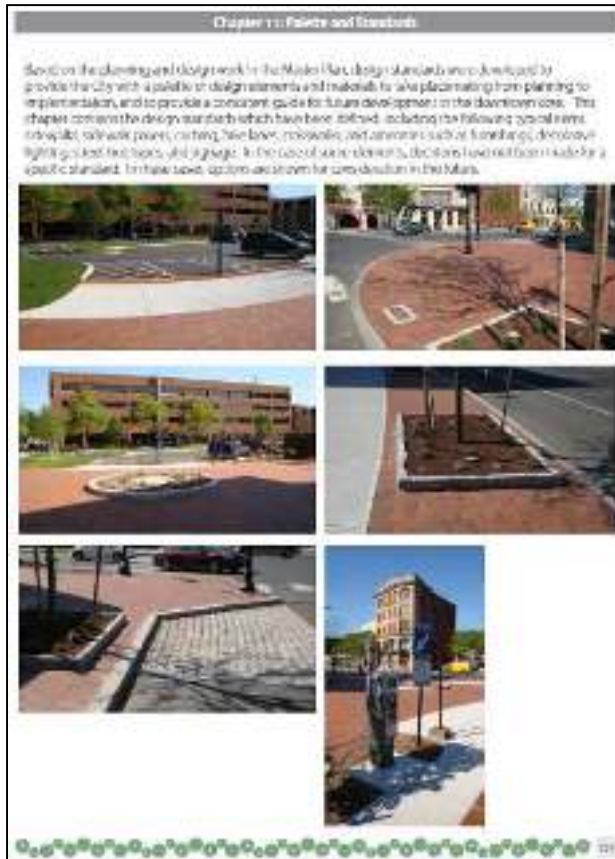 Chapter 11: Palette and Standards
Based on the planning and design work in the Master Plan, design standards were developed to
provide the City with a palette of design elements and materials to take placemaking from planning to
implementation, and to provide a consistent guide for future development in the downtown core. This
chapter contains the design standards which have been defined, including the following typical items:
sidewalks, sidewalk pavers, curbing, bike lanes, crosswalks, and amenities such as furnishings, decorative
lighting, street tree types, and signage. In the case of some elements, decisions have not been made for a
specific standard. In those cases, options are shown for consideration in the future.